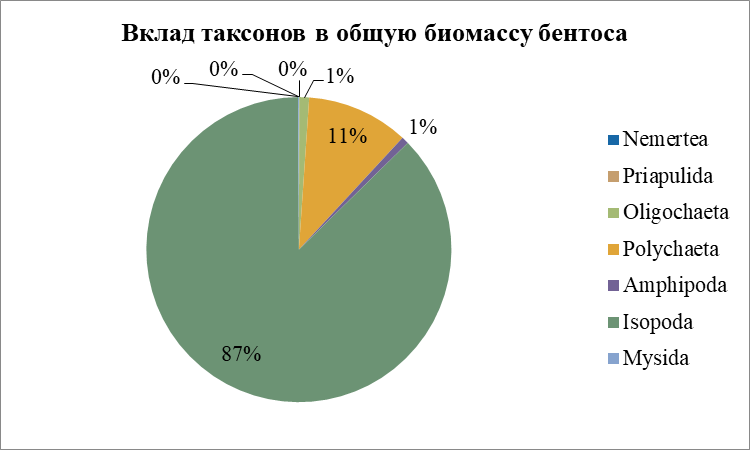 Вклад таксонов в общую биомассу бентоса
0% 0% 0% 1%
11% 1%
87%
Nemertea
Priapulida
Oligochaeta
Polychaeta
Amphipoda
Isopoda
Mysida